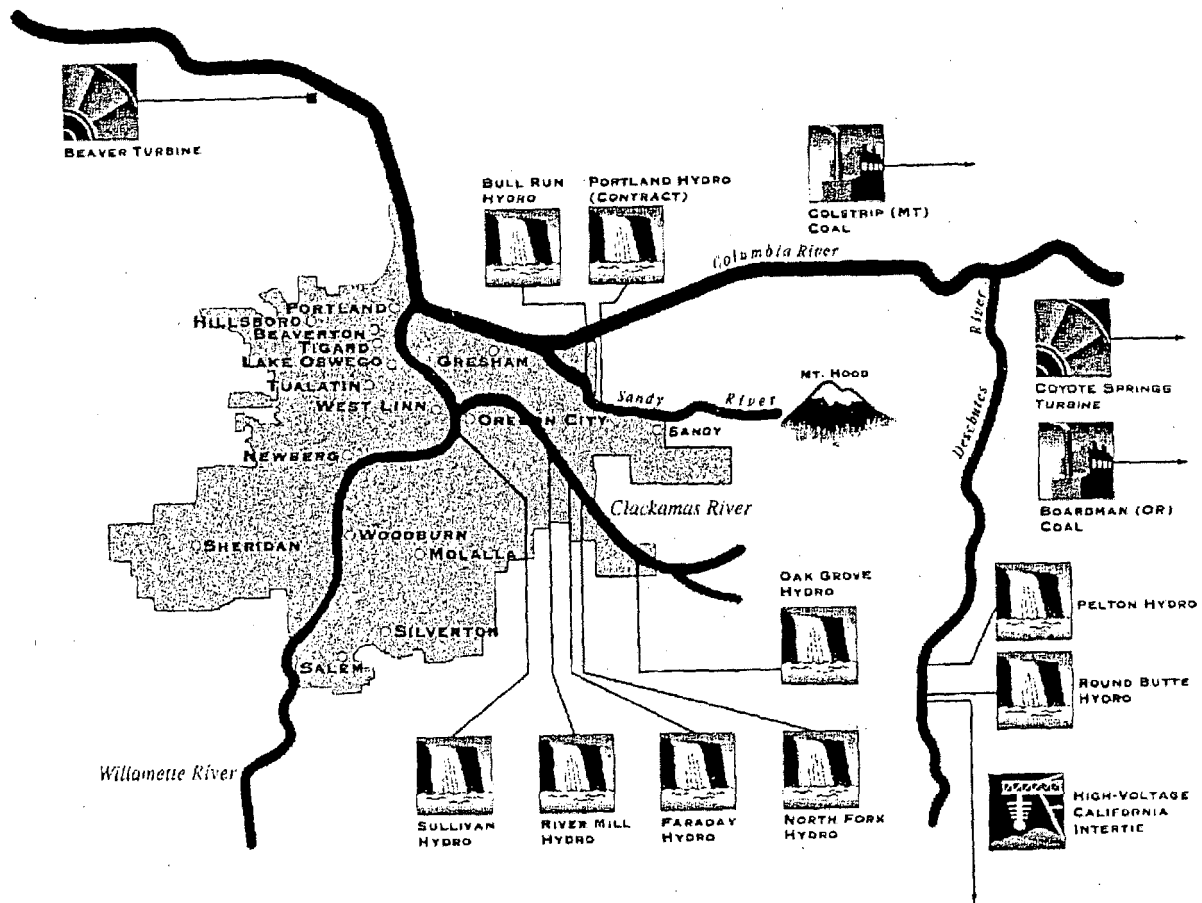 BEAVER TURBINE
BULL RUN
HYDRO
PORTLAND HYDRO
(CONTRACT)
COLSTRIP (MT)
COAL
Columbia River
PORTLAND
HILLSBORO
BEAVERTON
TIGARD
LAKE OSWEGO
GRESHAM
TUALATIN
WEST LINN
OREGON CITY
NEWBERG
Sandy River
MT. HOOD
SANDY
River
Deschutes
COYOTE SPRINGS
TURBINE
BOARDMAN (OR)
COAL
Clackamas River
SHERIDAN
WOODBURN
MOLALLA
SILVERTON
SALEM
OAK GROVE
HYDRO
PELTON HYDRO
ROUND BUTTE
HYDRO
Willamette River
SULLIVAN
HYDRO
RIVER MILL
HYDRO
FARADAY
HYDRO
NORTH FORK
HYDRO
HIGH-VOLTAGE
CALIFORNIA
INTERTIE